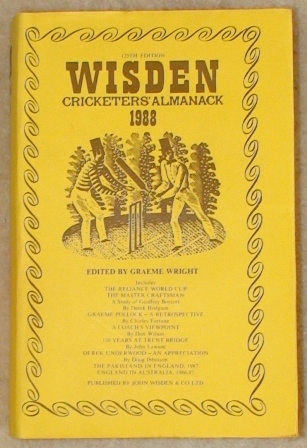 125TH EDITION
WISDEN
CRICKETERS' ALMANACK
1988
EDITED BY GRAEME WRIGHT
Includes
THE RELIANCE WORLD CUP
THE MASTER CRAFTSMAN
A Study of Geoffrey Boycott
By Derek Hodgson
GRAEME POLLOCK – A RETROSPECTIVE
By Charles Fortune
A COACH'S VIEWPOINT
By Don Wilson
150 YEARS AT TRENT BRIDGE
By John Lawson
DEREK UNDERWOOD – AN APPRECIATION
by Doug Ibbotson
THE PAKISTANIS IN ENGLAND, 1987
ENGLAND IN AUSTRALIA, 1986-87
PUBLISHED BY JOHN WISDEN & CO LTD